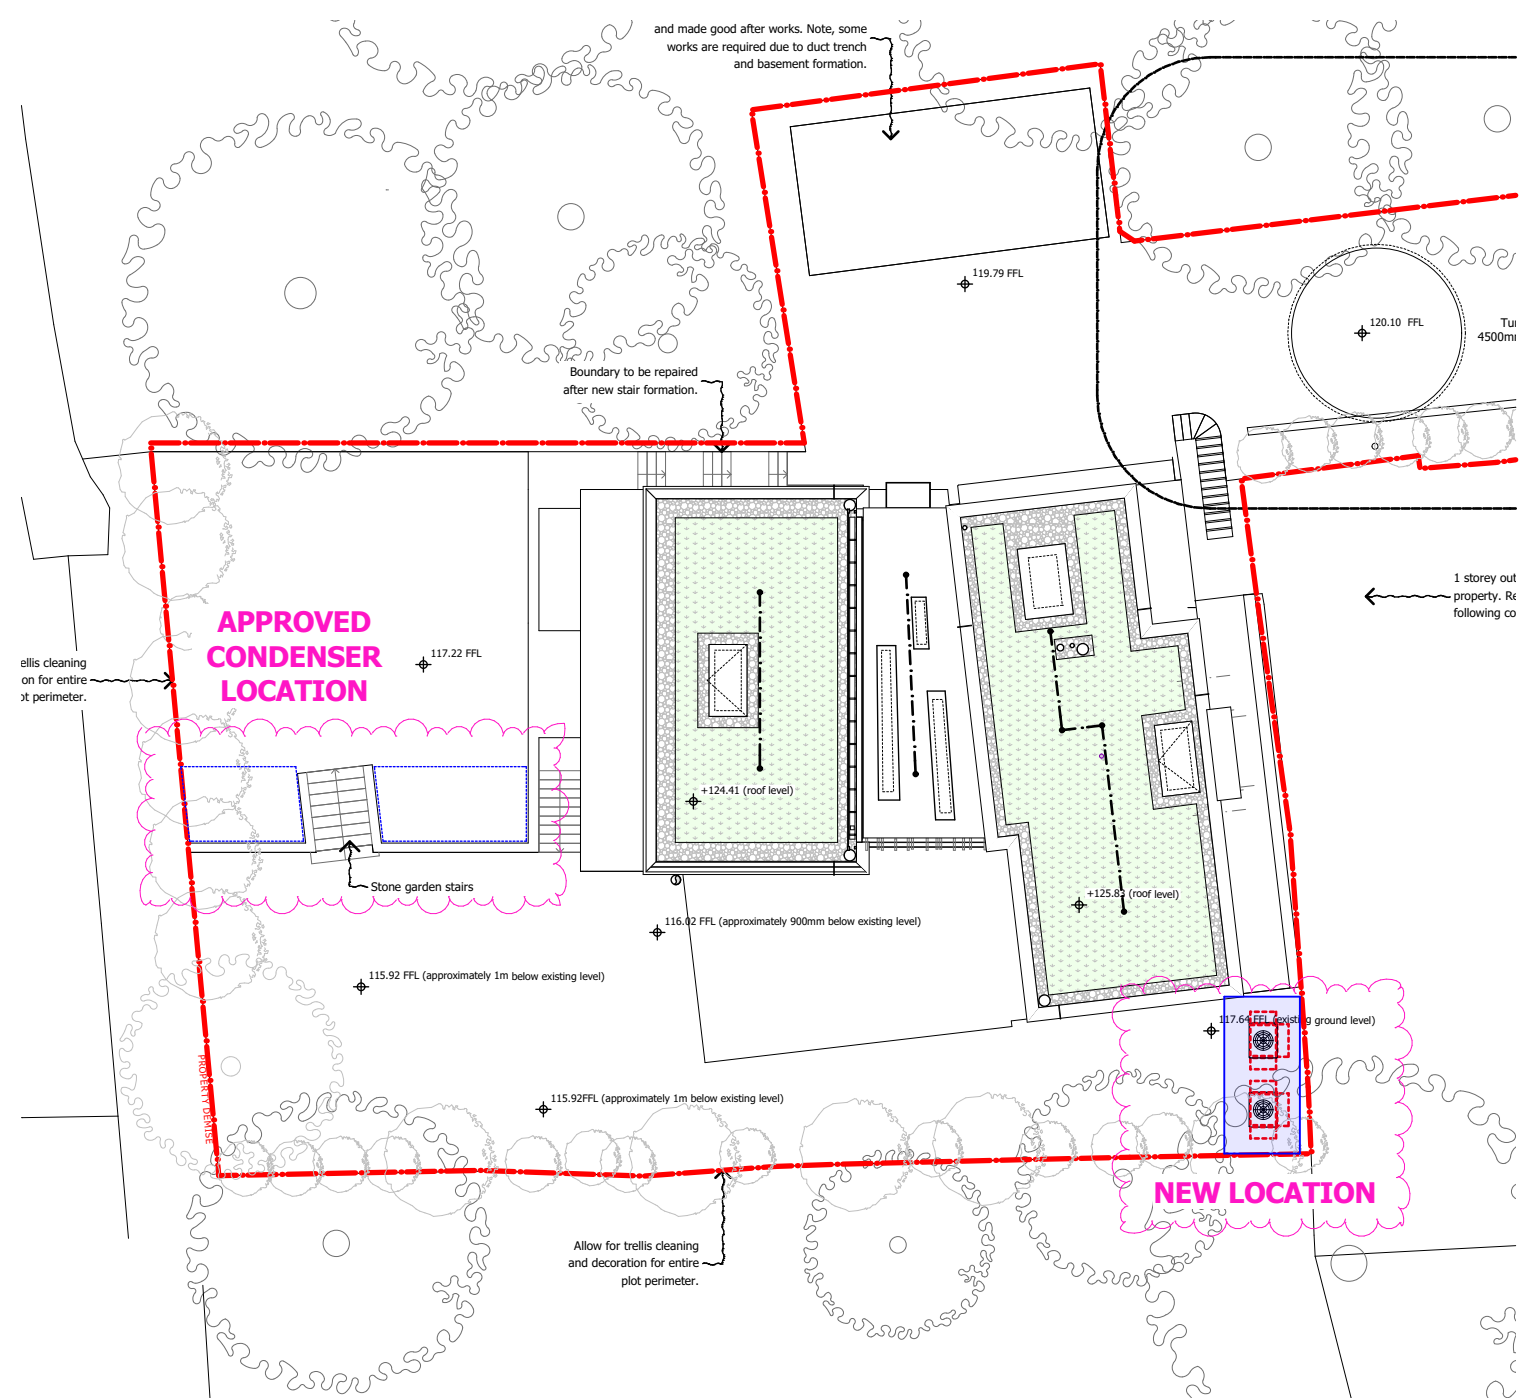 and made good after works. Note, some
works are required due to duct trench
and basement formation.
119.79 FFL
120.10 FFL
4500mm
Boundary to be repaired
after new stair formation.
1 storey out
property. Re
following co
APPROVED
CONDENSER
LOCATION
117.22 FFL
ellis cleaning
on for entire
ot perimeter.
+124.41 (roof level)
Stone garden stairs
+125.83 (roof level)
116.02 FFL (approximately 900mm below existing level)
115.92 FFL (approximately 1m below existing level)
117.64 FFL (existing ground level)
PROPERTY DEMISE
115.92FFL (approximately 1m below existing level)
NEW LOCATION
Allow for trellis cleaning
and decoration for entire
plot perimeter.